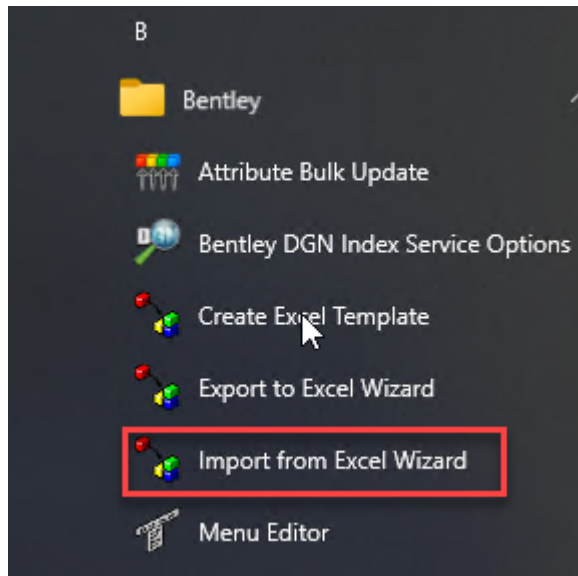 B
Bentley
Attribute Bulk Update
Bentley DGN Index Service Options
Create Excel Template
Export to Excel Wizard
Import from Excel Wizard
Menu Editor